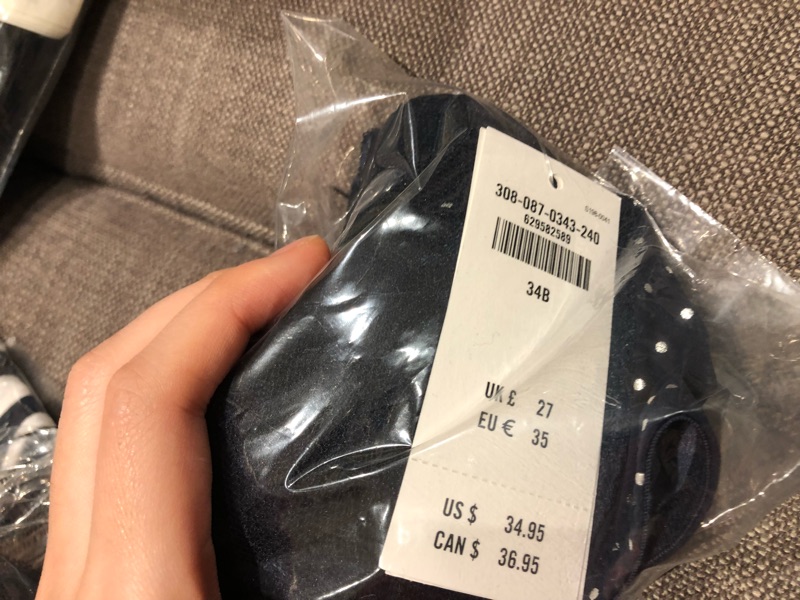 308-087-0343-240
629582589
34B
UK £ 27
EU € 35
US $ 34.95
CAN $ 36.95